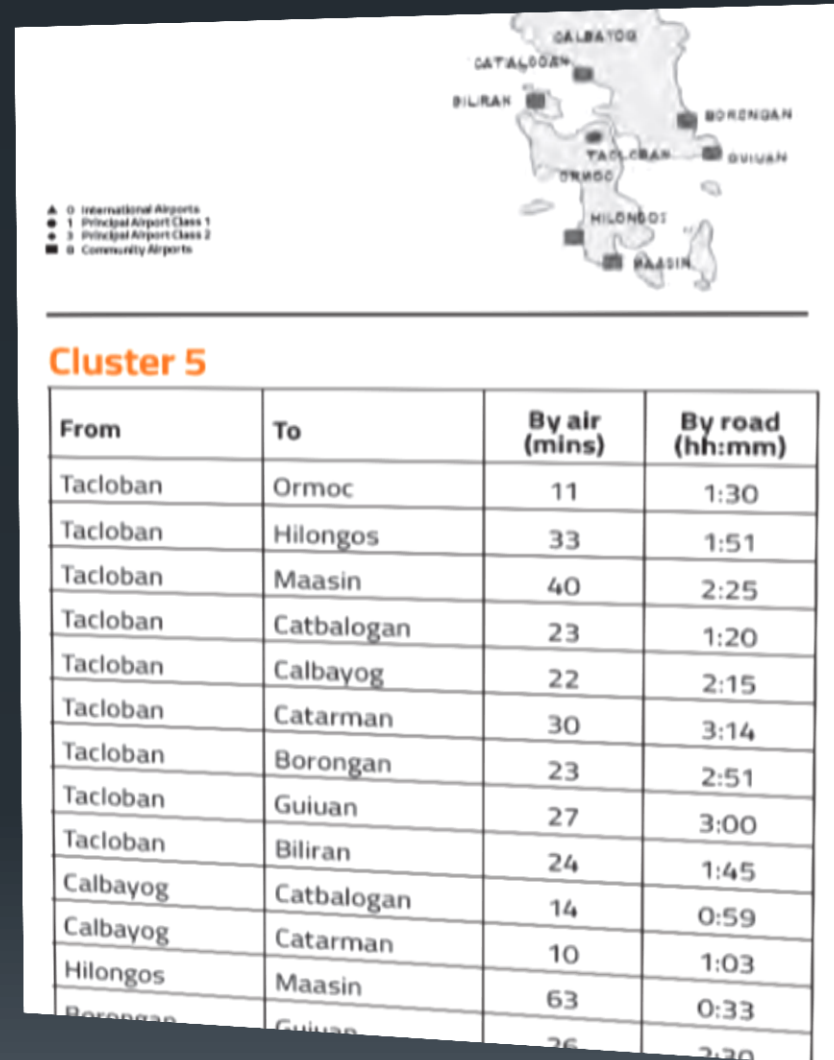 CALBAYOG
CATBALOGAN
BILIRAN
BORONGAN
TACLOBAN
GUIUAN
ORMOC
HILONGOS
MAASIN
0 International Airports
1 Principal Airport Class 1
3 Principal Airport Class 2
8 Community Airports
Cluster 5
From To By air (mins) By road (hh:mm)
Tacloban Ormoc 11 1:30
Tacloban Hilongos 33 1:51
Tacloban Maasin 40 2:25
Tacloban Catbalogan 23 1:20
Tacloban Calbayog 22 2:15
Tacloban Catarman 30 3:14
Tacloban Borongan 23 2:51
Tacloban Guiuan 27 3:00
Tacloban Biliran 24 1:45
Calbayog Catbalogan 14 0:59
Calbayog Catarman 10 1:03
Hilongos Maasin 63 0:33
Borongan Guiuan 26 2:30